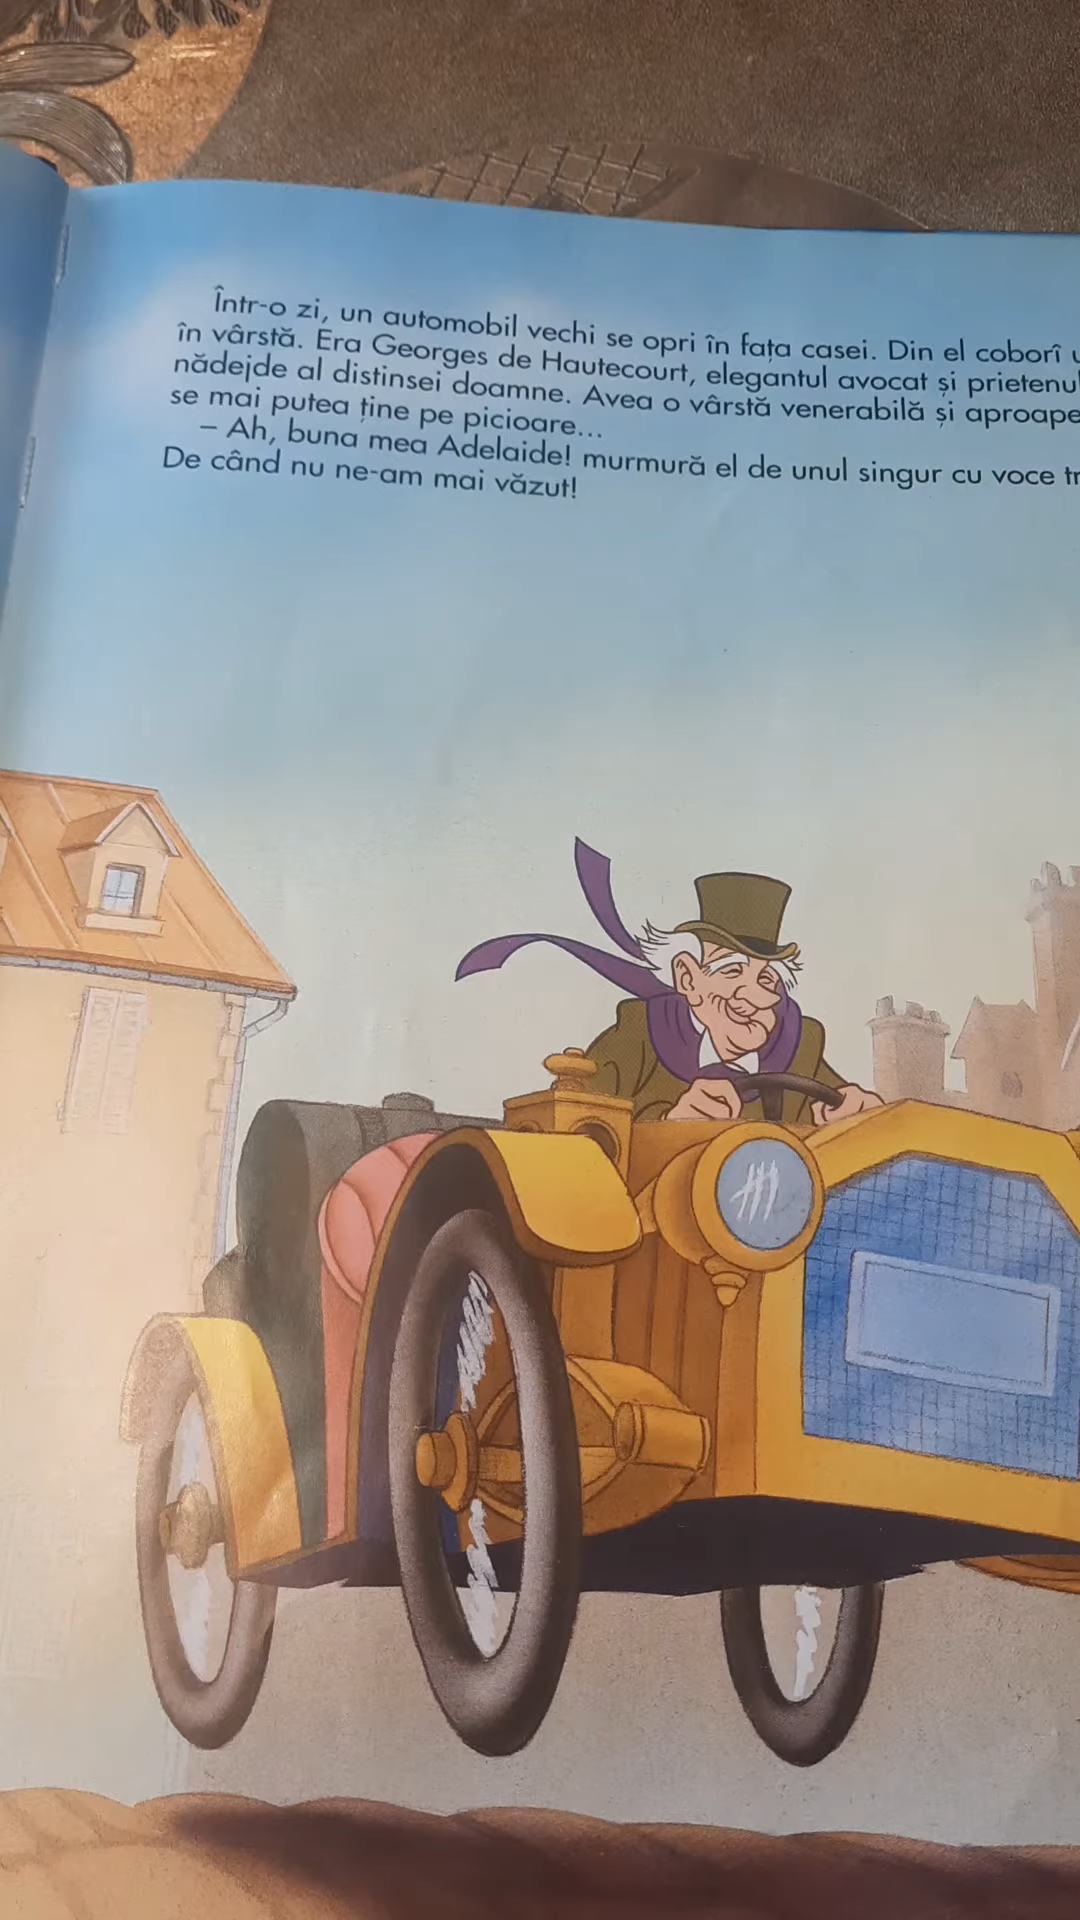 Într-o zi, un automobil vechi se opri în fața casei. Din el coborî
în vârstă. Era Georges de Hautecourt, elegantul avocat și prietenul
nădejde al distinsei doamne. Avea o vârstă venerabilă și aproape
se mai putea ține pe picioare...
– Ah, buna mea Adelaide! murmură el de unul singur cu voce
De când nu ne-am mai văzut!